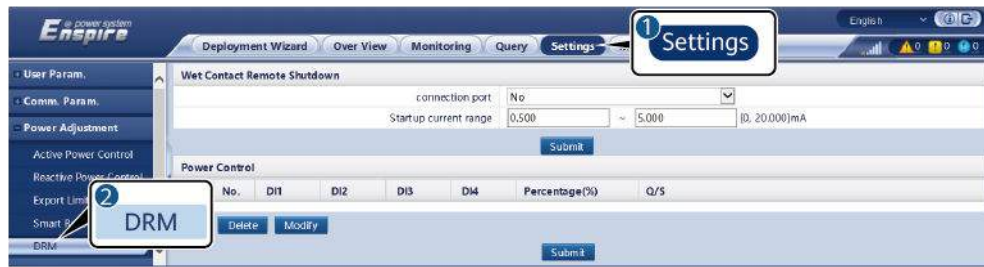 e power system
Enspire
English
Deployment Wizard Over View Monitoring Query Settings
1 Settings
0 0 0
User Param.
Comm. Param.
Power Adjustment
Active Power Control
Reactive Power Control
Export Limi
Smart R
DRM
2 DRM
Wet Contact Remote Shutdown
connection port No
Startup current range 0.500 ~ 5.000 [0, 20.000]mA
Submit
Power Control
No. DI1 DI2 DI3 DI4 Percentage(%) Q/S
Delete Modify
Submit